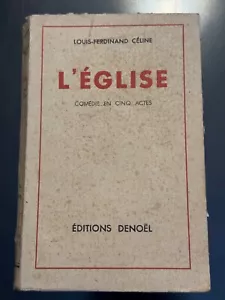 LOUIS-FERDINAND CÉLINE
L'ÉGLISE
COMÉDIE EN CINQ ACTES
ÉDITIONS DENOËL